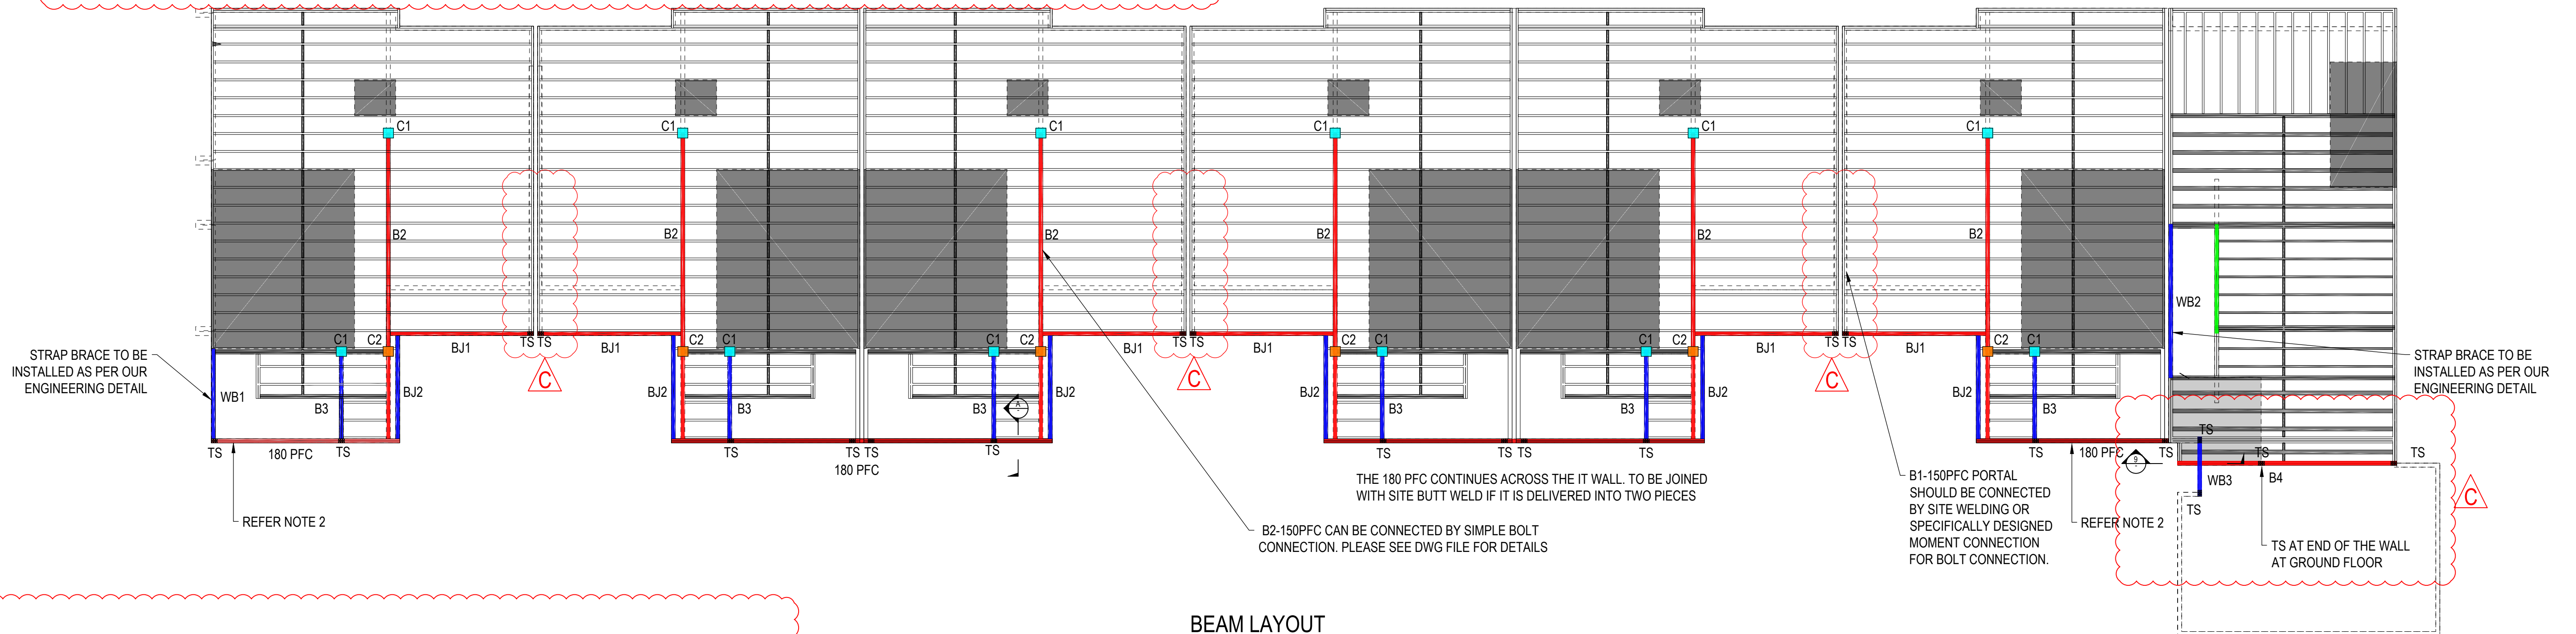 C1
C1
C1
C1
C1
C1
B2
B2
B2
B2
B2
B2
WB2
STRAP BRACE TO BE
INSTALLED AS PER OUR
ENGINEERING DETAIL
WB1
TS
180 PFC
REFER NOTE 2
C1
C2
B3
TS
BJ2
BJ1
TS TS
C
BJ1
C2
C1
BJ2
B3
TS
TS TS
180 PFC
C1
C2
B3
A
-
TS
BJ2
BJ1
TS TS
C
BJ1
C2
C1
BJ2
B3
TS
TS TS
C1
C2
B3
TS
BJ2
BJ1
TS TS
C
BJ1
C2
C1
BJ2
B3
TS
180 PFC
TS
REFER NOTE 2
STRAP BRACE TO BE
INSTALLED AS PER OUR
ENGINEERING DETAIL
9
-
TS
TS
TS
WB3
B4
TS
C
TS AT END OF THE WALL
AT GROUND FLOOR
THE 180 PFC CONTINUES ACROSS THE IT WALL. TO BE JOINED
WITH SITE BUTT WELD IF IT IS DELIVERED INTO TWO PIECES
B2-150PFC CAN BE CONNECTED BY SIMPLE BOLT
CONNECTION. PLEASE SEE DWG FILE FOR DETAILS
B1-150PFC PORTAL
SHOULD BE CONNECTED
BY SITE WELDING OR
SPECIFICALLY DESIGNED
MOMENT CONNECTION
FOR BOLT CONNECTION.
BEAM LAYOUT